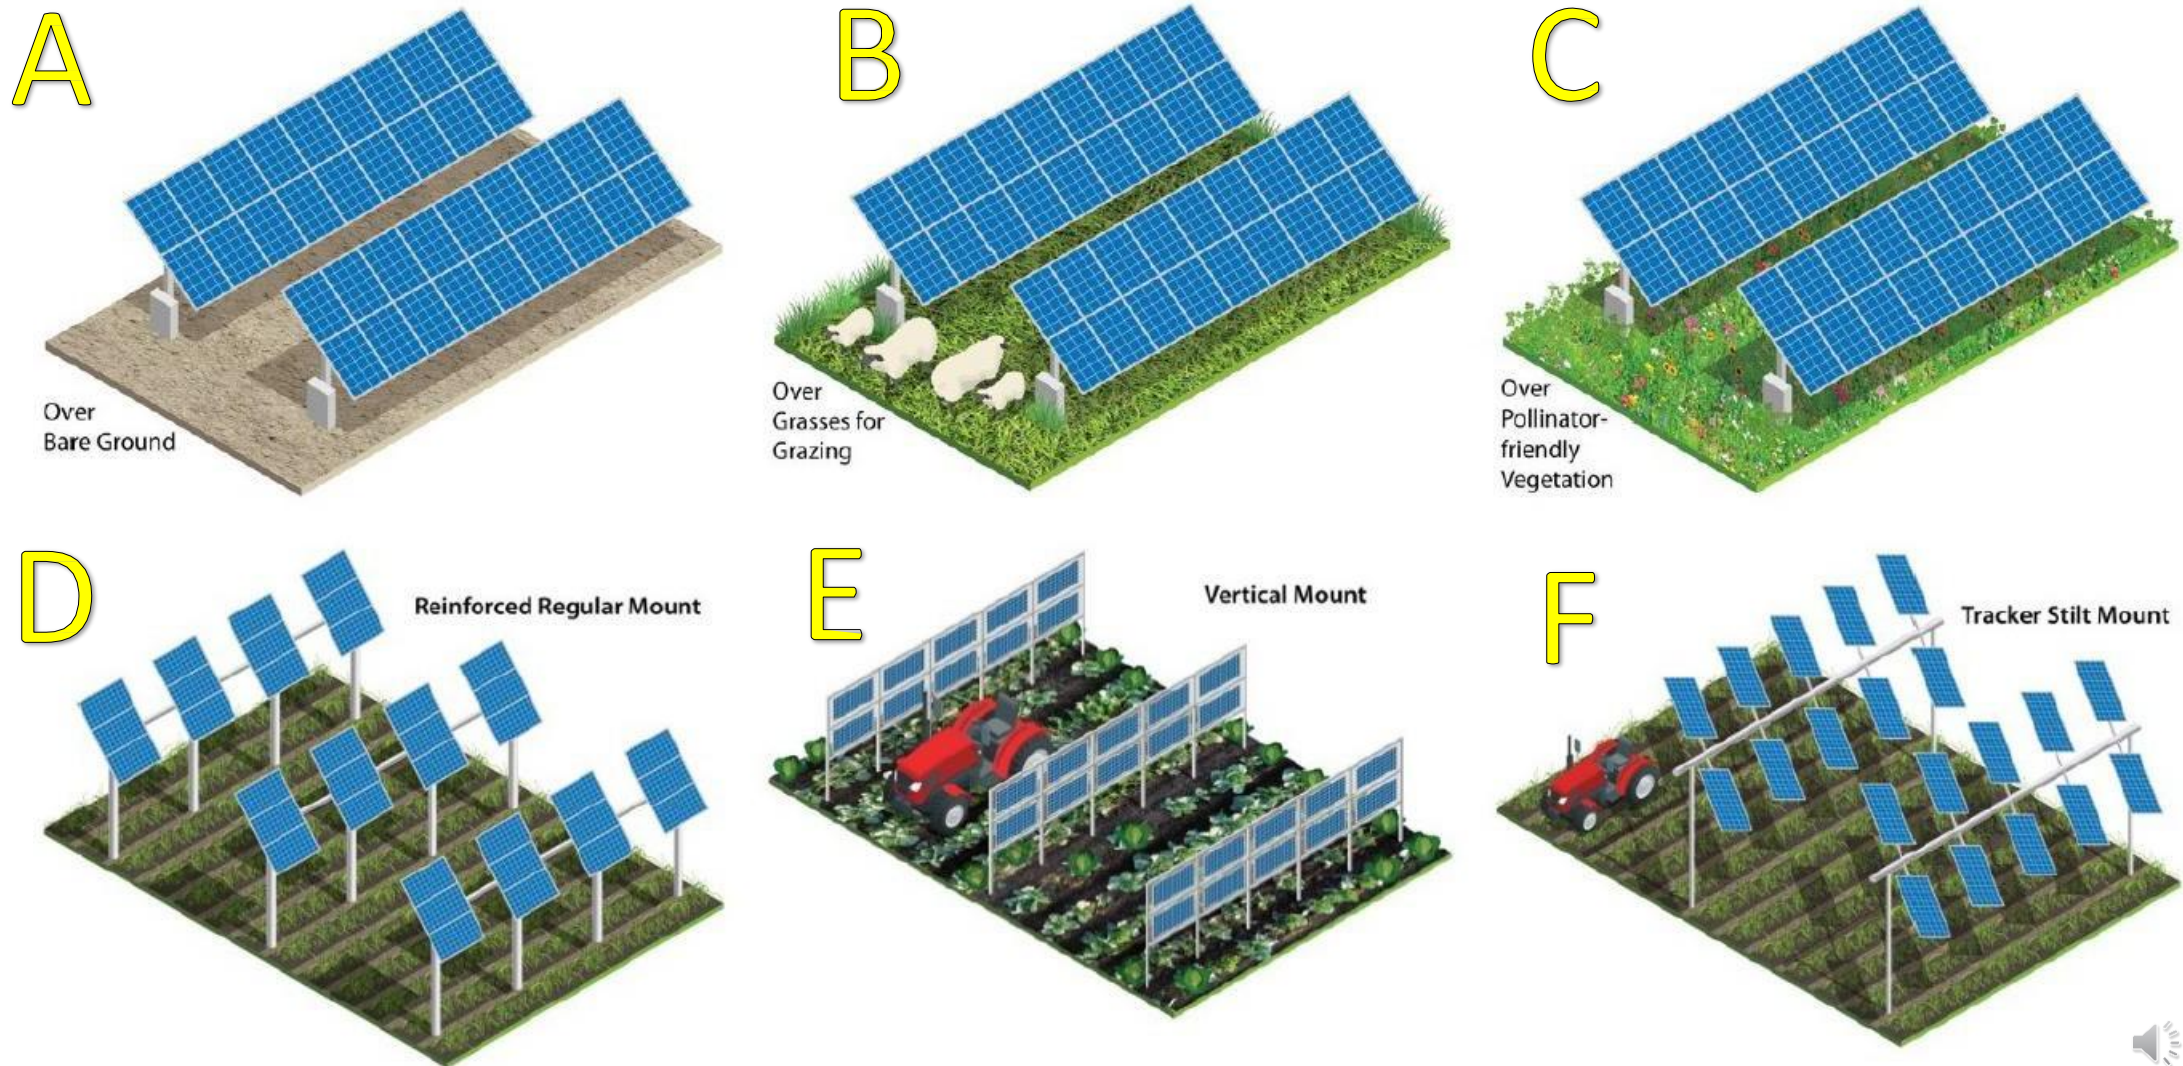 A
Over
Bare Ground
B
Over
Grasses for
Grazing
C
Over
Pollinator-
friendly
Vegetation
D
Reinforced Regular Mount
E
Vertical Mount
F
Tracker Stilt Mount